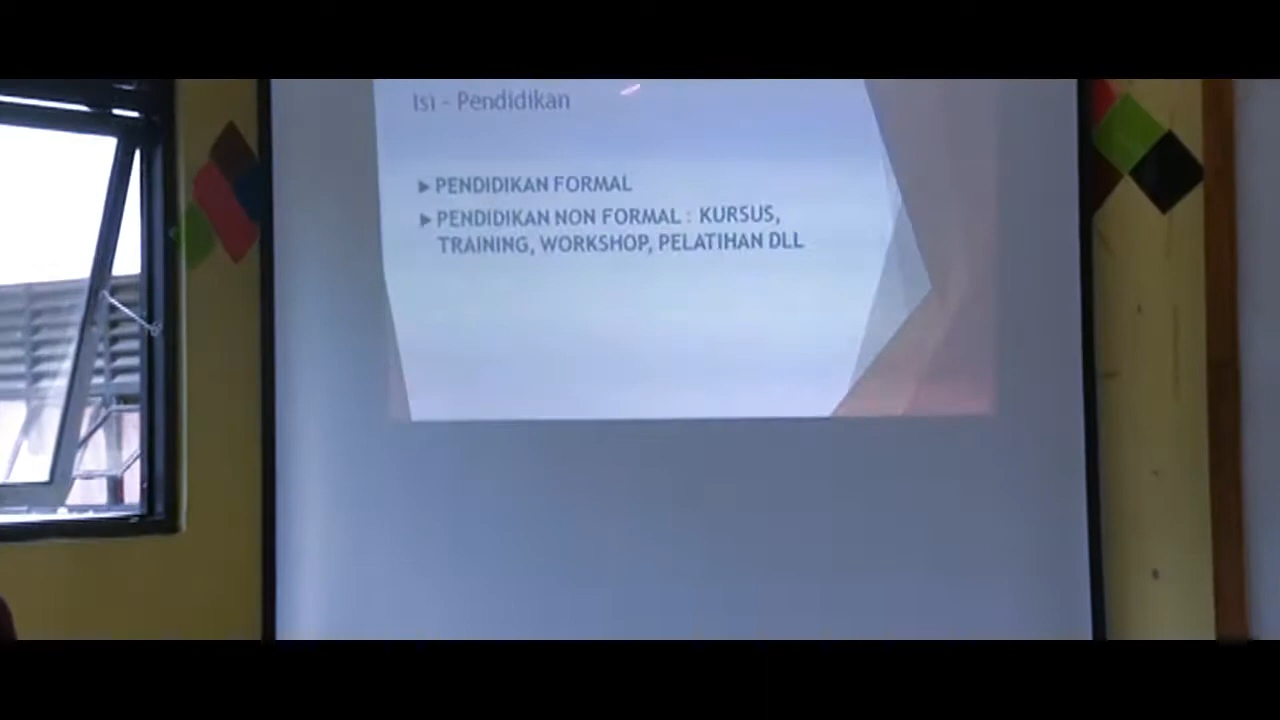 Isi - Pendidikan
PENDIDIKAN FORMAL
PENDIDIKAN NON FORMAL : KURSUS,
TRAINING, WORKSHOP, PELATIHAN DLL